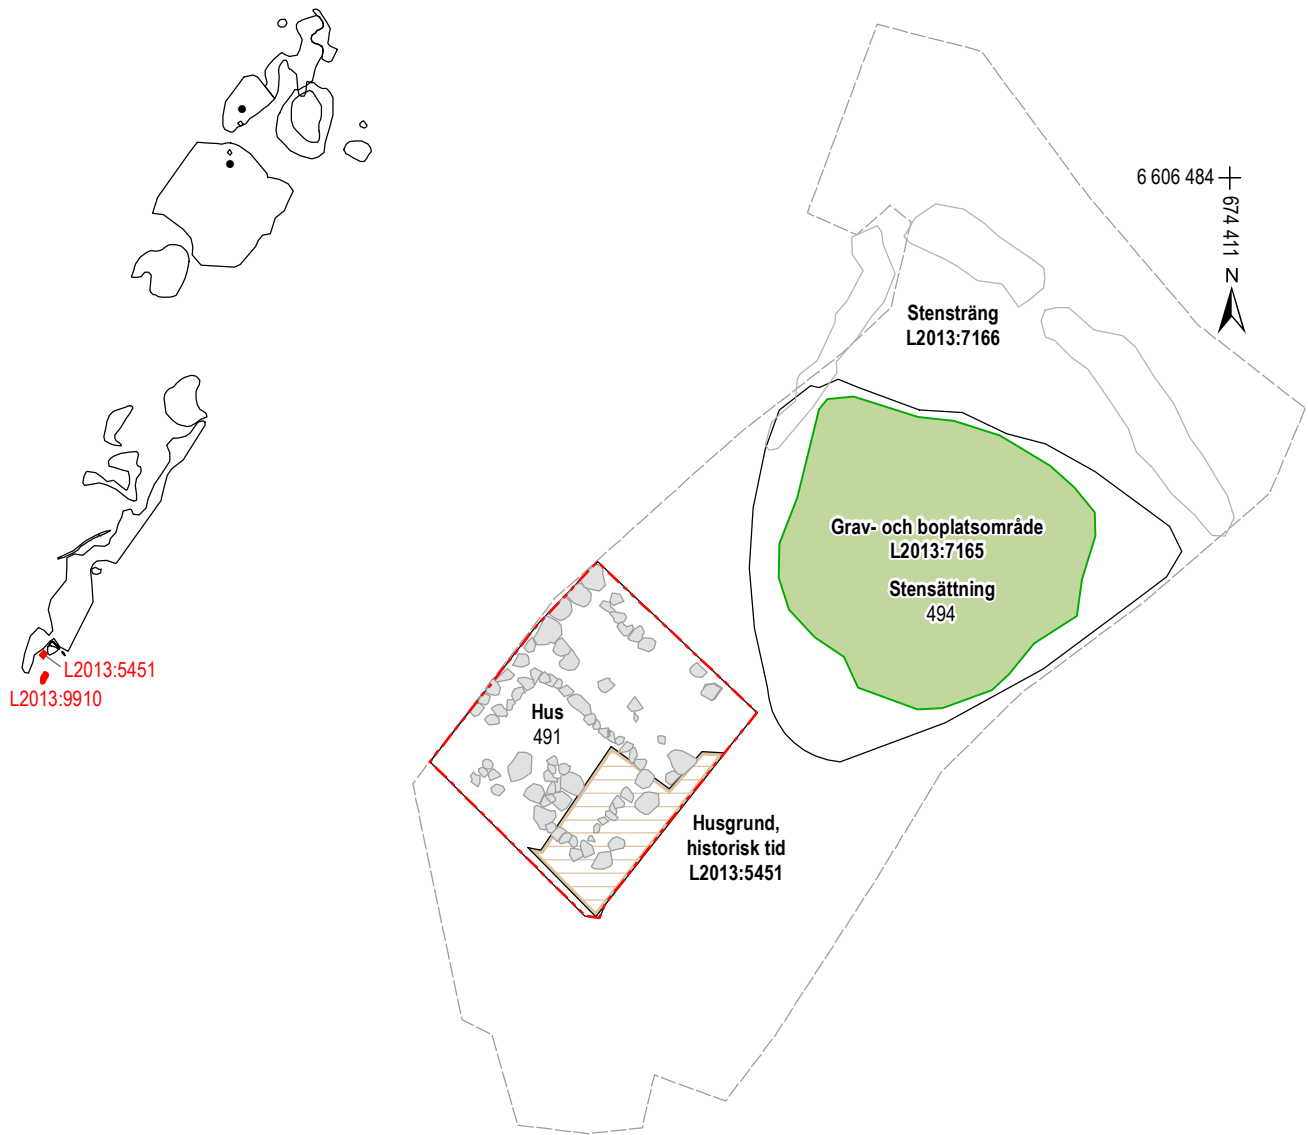 6 606 484
674 411
N
Stensträng
L2013:7166
Grav- och boplatsområde
L2013:7165
Stensättning
494
L2013:5451
L2013:9910
Hus
491
Husgrund,
historisk tid
L2013:5451